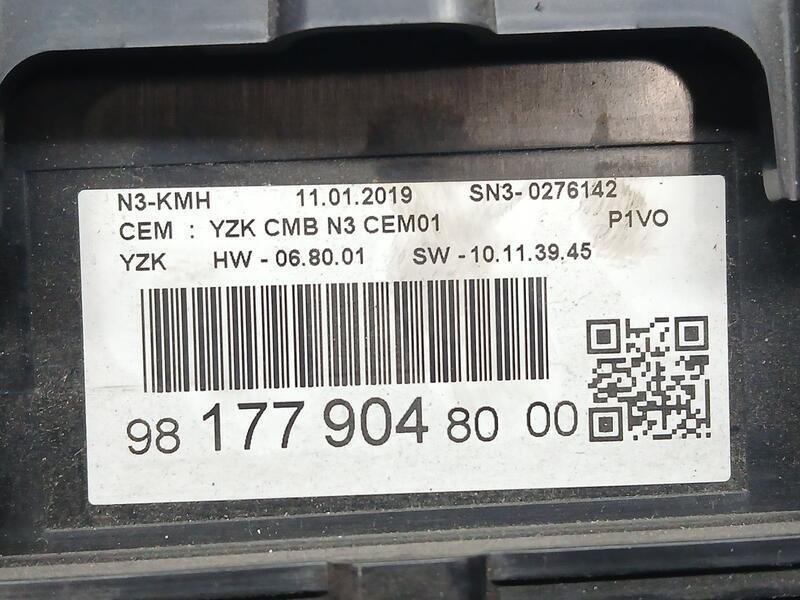 N3-KMH 11.01.2019 SN3-0276142
CEM : YZK CMB N3 CEM01 P1VO
YZK HW - 06.80.01 SW - 10.11.39.45
98 177 904 80 00